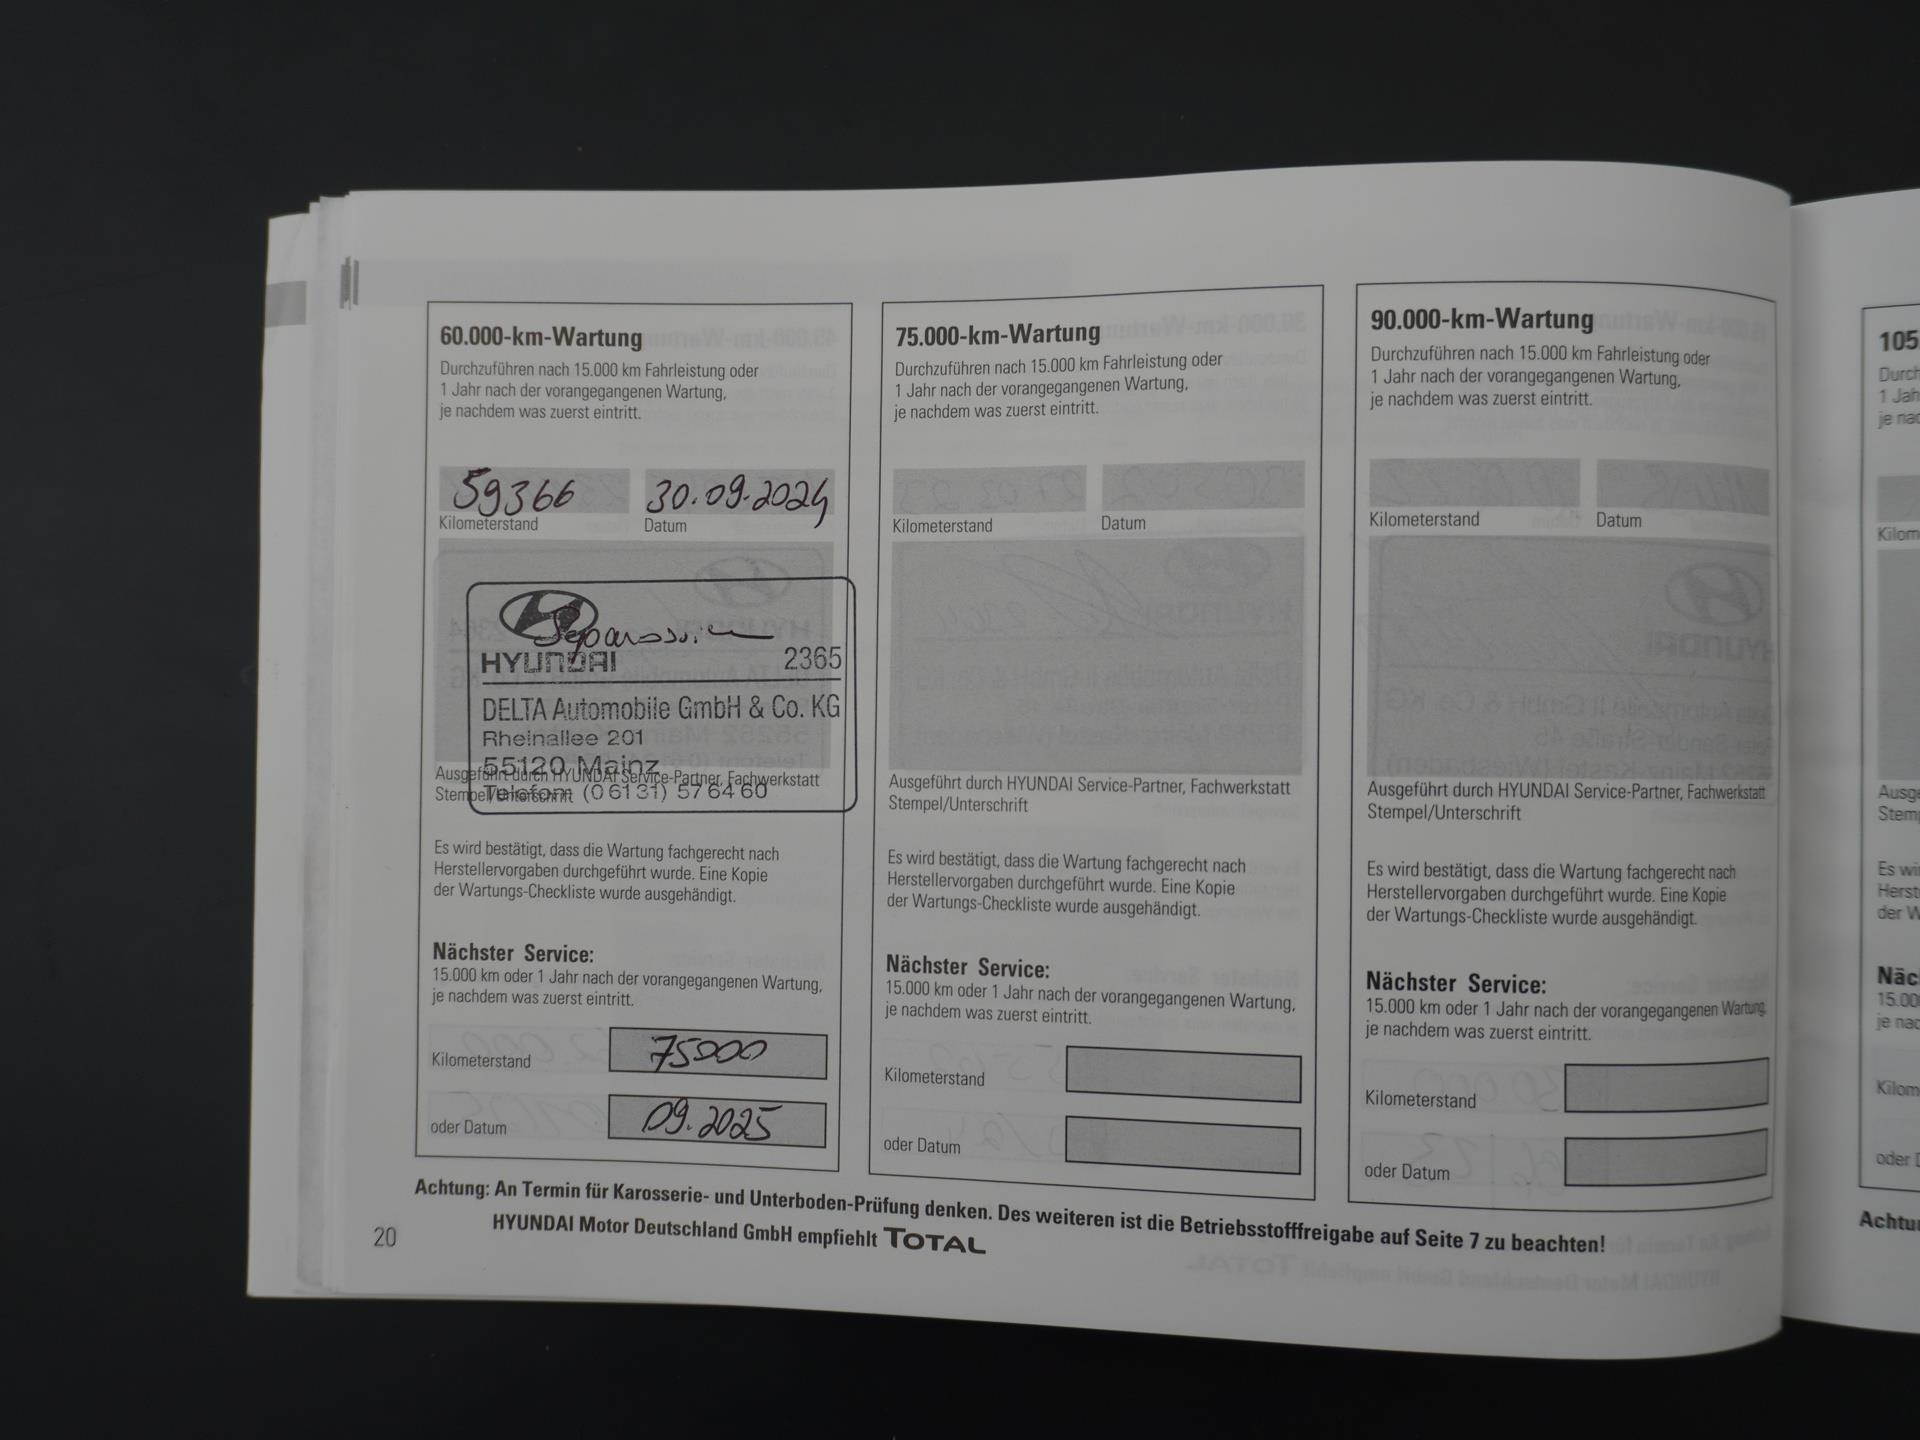 60.000-km-Wartung
Durchzuführen nach 15.000 km Fahrleistung oder
1 Jahr nach der vorangegangenen Wartung,
je nachdem was zuerst eintritt.
59366 30.09.2024
Kilometerstand Datum
HYUNDAI 2365
DELTA Automobile GmbH & Co. KG
Rheinallee 201
55120 Mainz
Telefon: (06131) 576460
Ausgeführt durch HYUNDAI Service-Partner, Fachwerkstatt
Stempel/Unterschrift
Es wird bestätigt, dass die Wartung fachgerecht nach
Herstellervorgaben durchgeführt wurde. Eine Kopie
der Wartungs-Checkliste wurde ausgehändigt.
Nächster Service:
15.000 km oder 1 Jahr nach der vorangegangenen Wartung,
je nachdem was zuerst eintritt.
Kilometerstand 75000
oder Datum 09.2025
75.000-km-Wartung
Durchzuführen nach 15.000 km Fahrleistung oder
1 Jahr nach der vorangegangenen Wartung,
je nachdem was zuerst eintritt.
Kilometerstand Datum
Ausgeführt durch HYUNDAI Service-Partner, Fachwerkstatt
Stempel/Unterschrift
Es wird bestätigt, dass die Wartung fachgerecht nach
Herstellervorgaben durchgeführt wurde. Eine Kopie
der Wartungs-Checkliste wurde ausgehändigt.
Nächster Service:
15.000 km oder 1 Jahr nach der vorangegangenen Wartung,
je nachdem was zuerst eintritt.
Kilometerstand
oder Datum
90.000-km-Wartung
Durchzuführen nach 15.000 km Fahrleistung oder
1 Jahr nach der vorangegangenen Wartung,
je nachdem was zuerst eintritt.
Kilometerstand Datum
Ausgeführt durch HYUNDAI Service-Partner, Fachwerkstatt
Stempel/Unterschrift
Es wird bestätigt, dass die Wartung fachgerecht nach
Herstellervorgaben durchgeführt wurde. Eine Kopie
der Wartungs-Checkliste wurde ausgehändigt.
Nächster Service:
15.000 km oder 1 Jahr nach der vorangegangenen Wartung,
je nachdem was zuerst eintritt.
Kilometerstand
oder Datum
Achtung: An Termin für Karosserie- und Unterboden-Prüfung denken. Des weiteren ist die Betriebsstofffreigabe auf Seite 7 zu beachten!
HYUNDAI Motor Deutschland GmbH empfiehlt TOTAL
20
105
1 Jah
oder